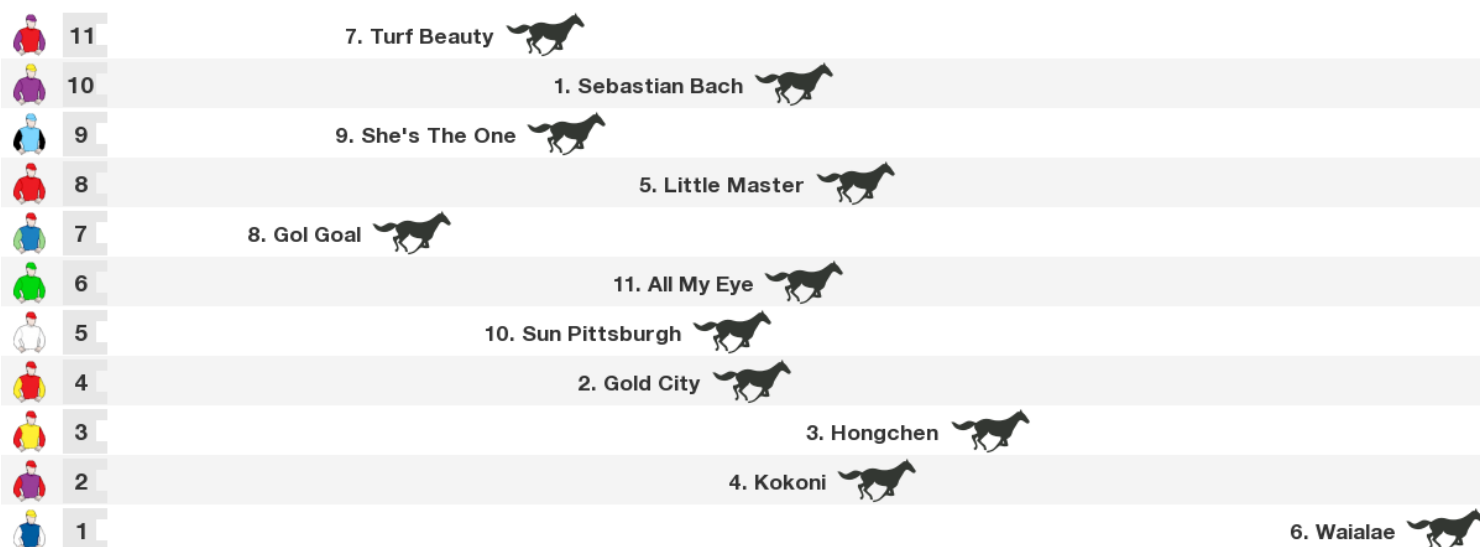 11 7. Turf Beauty
10 1. Sebastian Bach
9 9. She's The One
8 5. Little Master
7 8. Gol Goal
6 11. All My Eye
5 10. Sun Pittsburgh
4 2. Gold City
3 3. Hongchen
2 4. Kokoni
1 6. Waialae